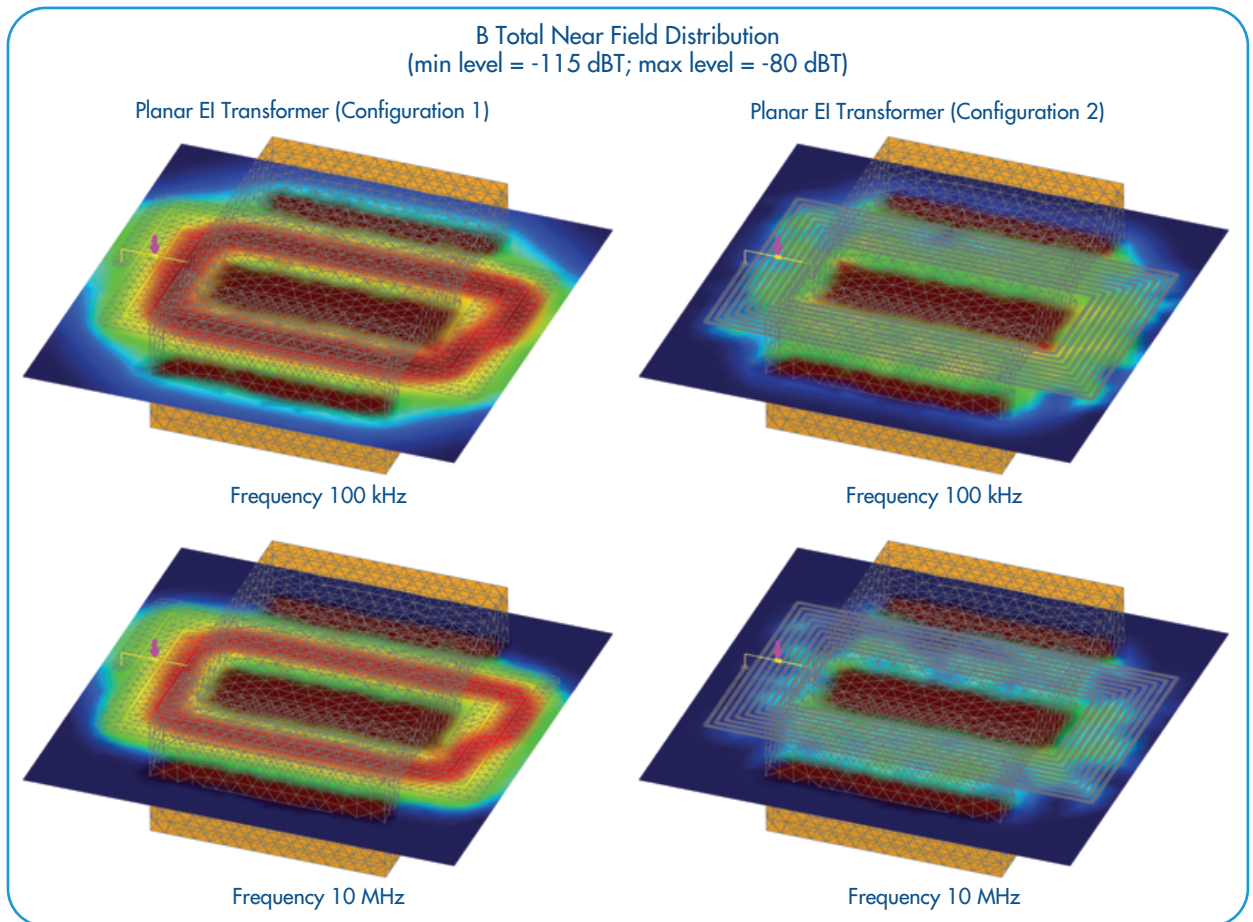 B Total Near Field Distribution
(min level = -115 dBT; max level = -80 dBT)
Planar EI Transformer (Configuration 1)
Planar EI Transformer (Configuration 2)
Frequency 100 kHz
Frequency 100 kHz
Frequency 10 MHz
Frequency 10 MHz